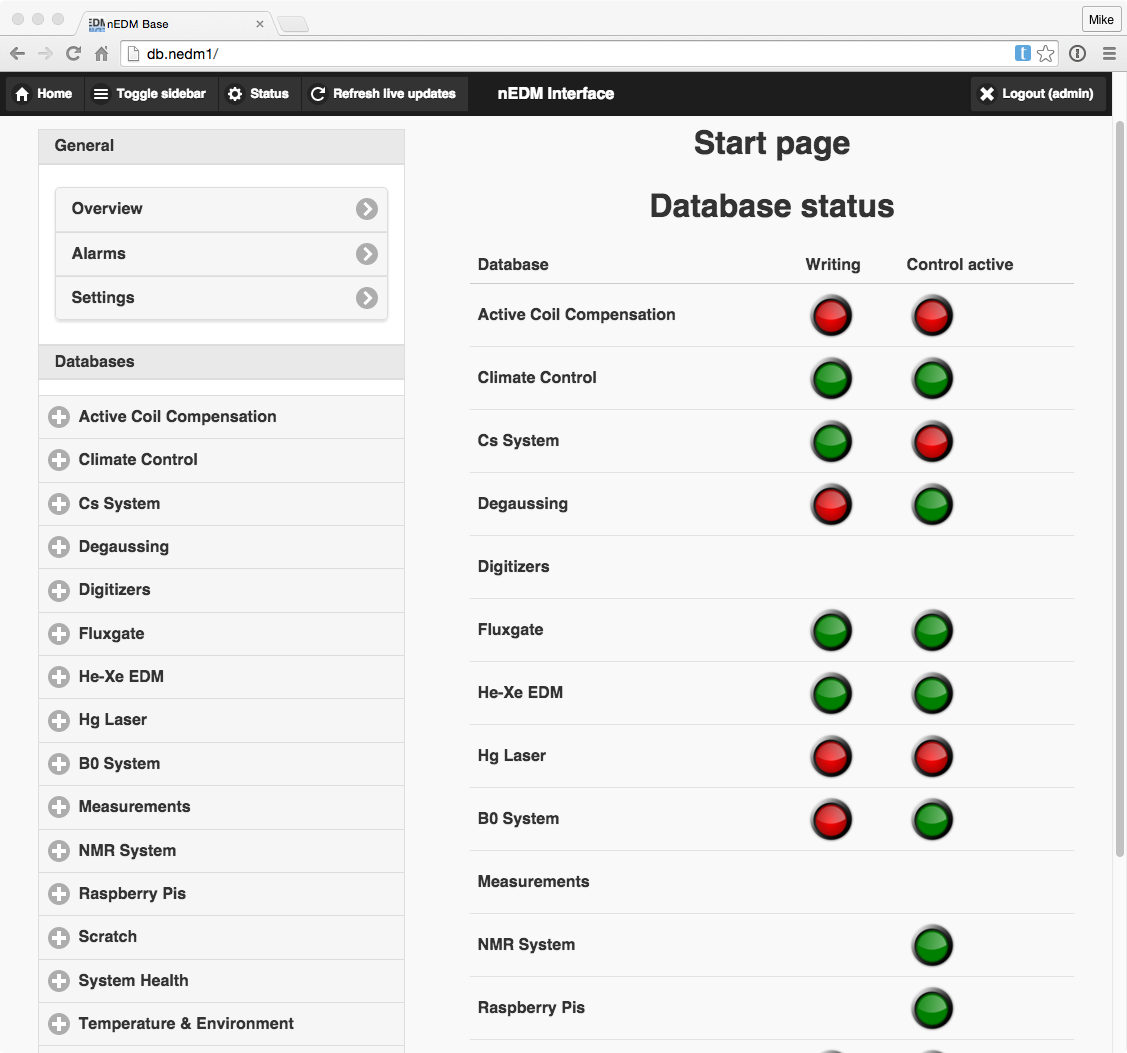 nEDM Base
Mike
db.nedm1/
Home Toggle sidebar Status Refresh live updates nEDM Interface Logout (admin)
General
Overview
Alarms
Settings
Databases
Active Coil Compensation
Climate Control
Cs System
Degaussing
Digitizers
Fluxgate
He-Xe EDM
Hg Laser
B0 System
Measurements
NMR System
Raspberry Pis
Scratch
System Health
Temperature & Environment
Start page
Database status
Database Writing Control active
Active Coil Compensation
Climate Control
Cs System
Degaussing
Digitizers
Fluxgate
He-Xe EDM
Hg Laser
B0 System
Measurements
NMR System
Raspberry Pis